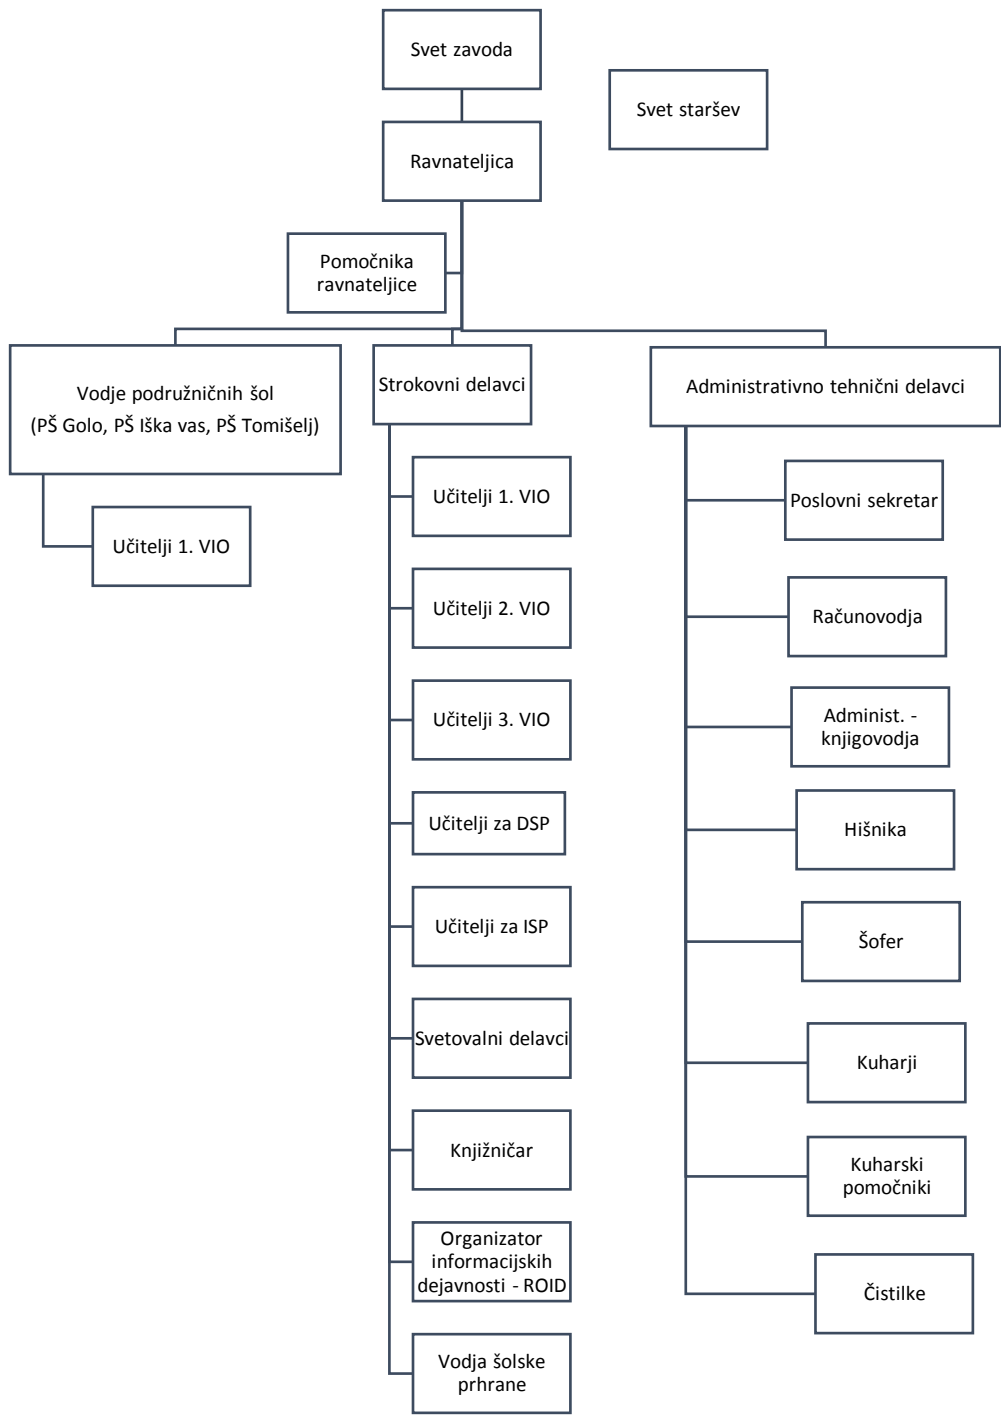 Svet zavoda
Svet staršev
Ravnateljica
Pomočnika
ravnateljice
Vodje podružničnih šol
(PŠ Golo, PŠ Iška vas, PŠ Tomišelj)
Učitelji 1. VIO
Strokovni delavci
Učitelji 1. VIO
Učitelji 2. VIO
Učitelji 3. VIO
Učitelji za DSP
Učitelji za ISP
Svetovalni delavci
Knjižničar
Organizator
informacijskih
dejavnosti - ROID
Vodja šolske
prhrane
Administrativno tehnični delavci
Poslovni sekretar
Računovodja
Administ. -
knjigovodja
Hišnika
Šofer
Kuharji
Kuharski
pomočniki
Čistilke